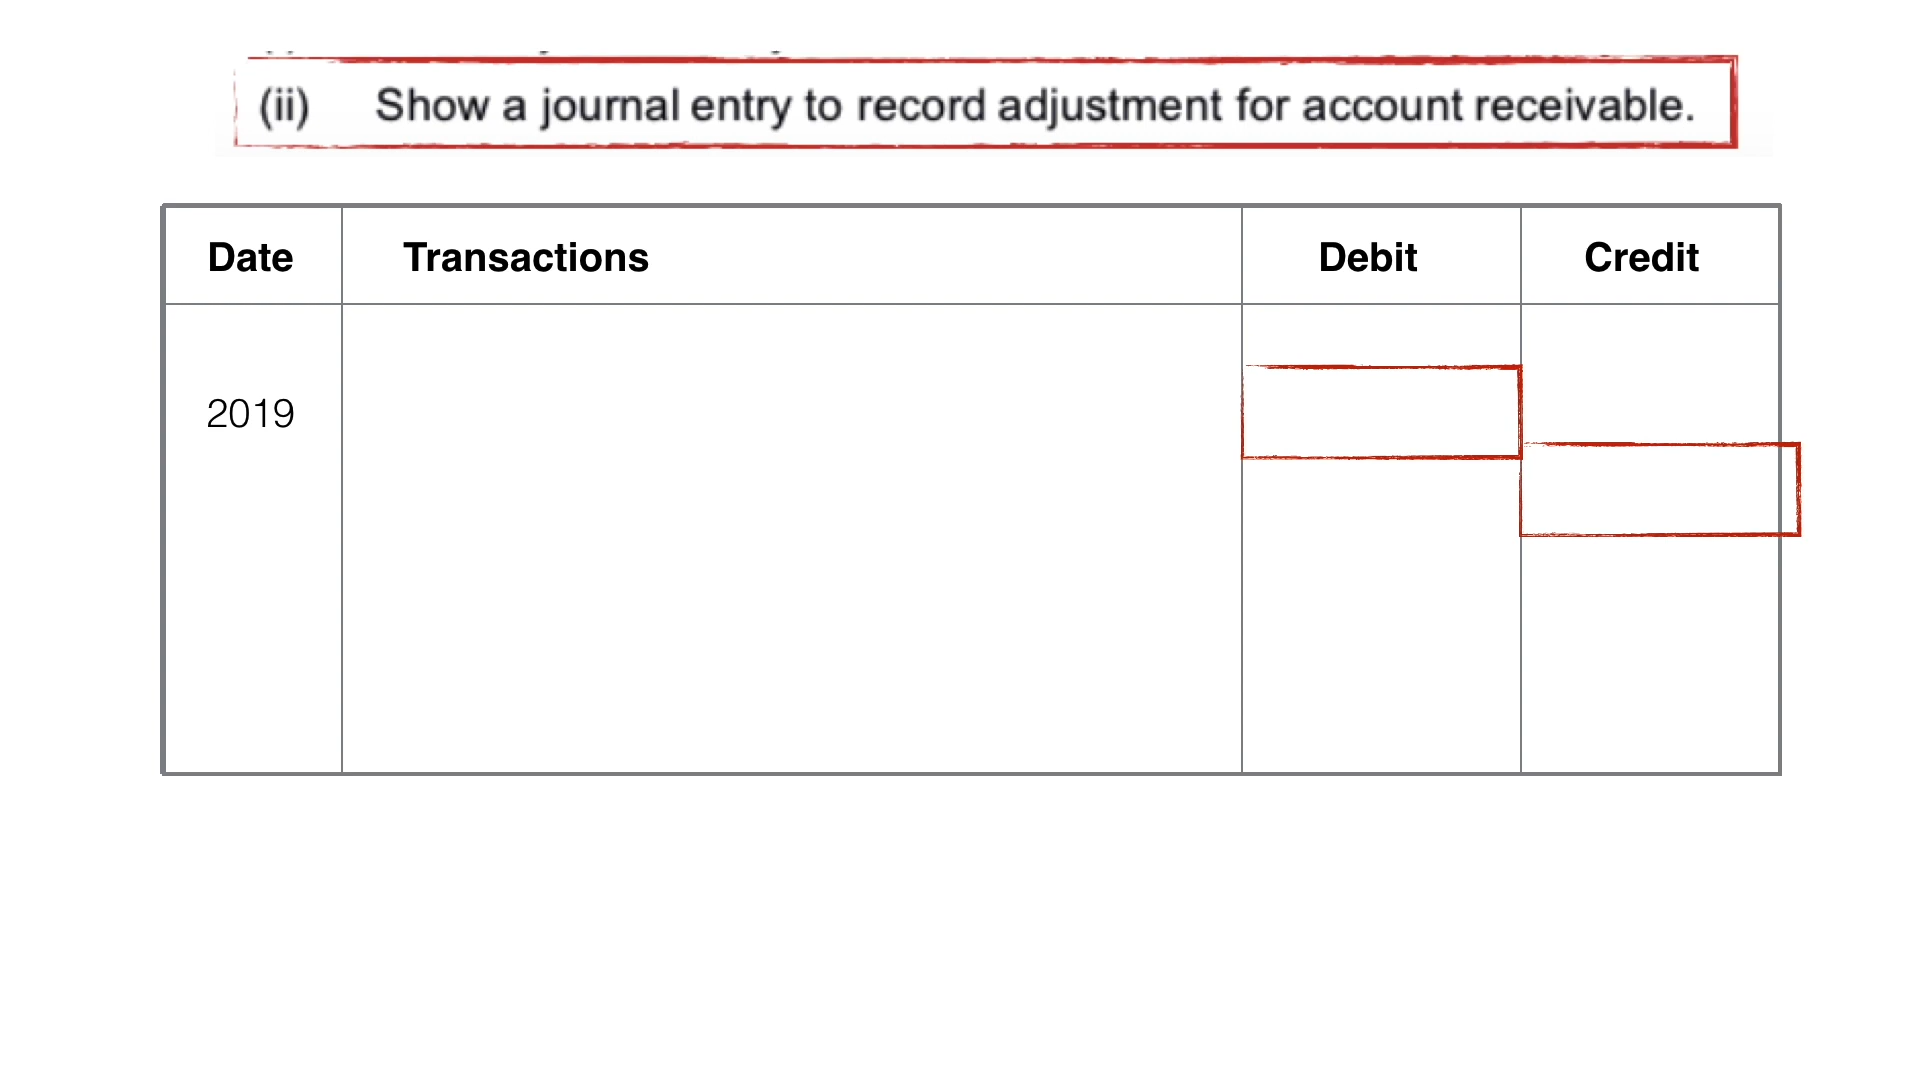 (ii) Show a journal entry to record adjustment for account receivable.
Date Transactions Debit Credit
2019